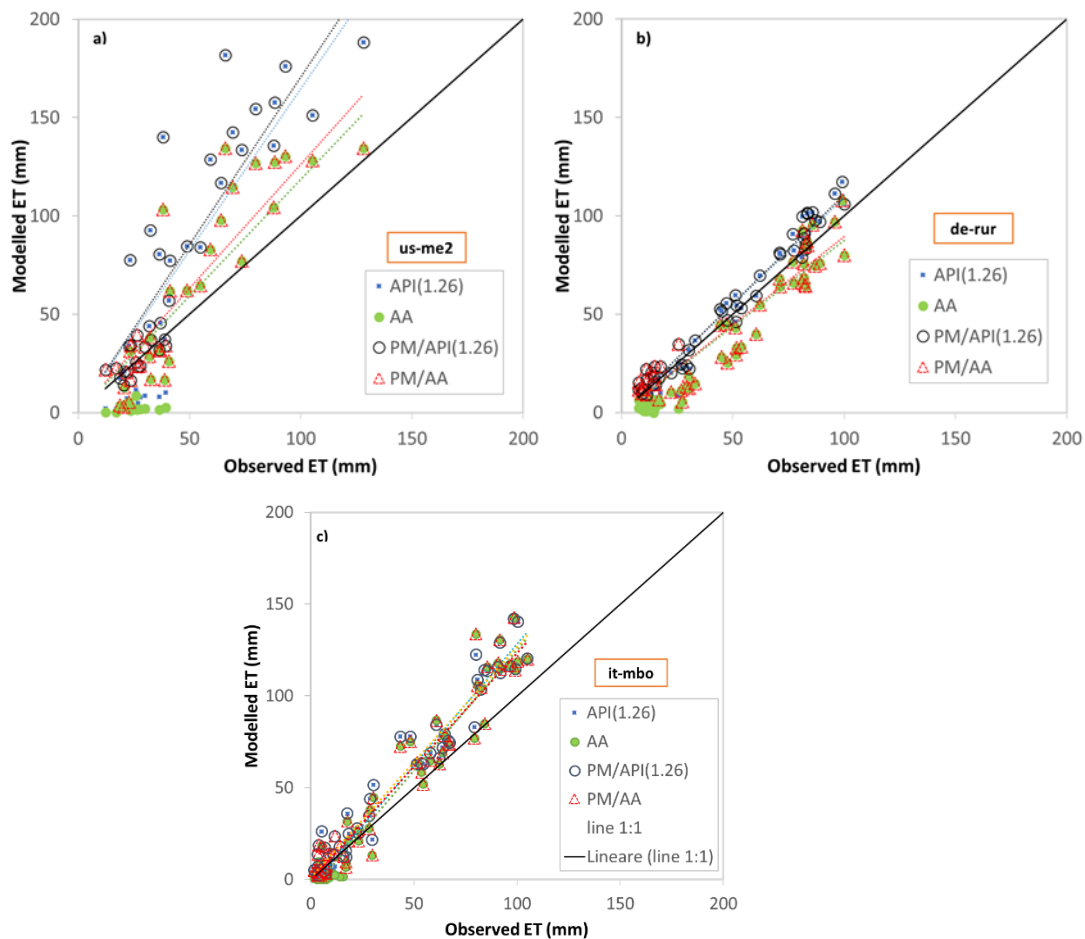 a)
200
150
100
50
0
Modelled ET (mm)
us-me2
API(1.26)
AA
PM/API(1.26)
PM/AA
0
50
100
150
200
Observed ET (mm)
b)
200
150
100
50
0
Modelled ET (mm)
de-rur
API(1.26)
AA
PM/API(1.26)
PM/AA
0
50
100
150
200
Observed ET (mm)
c)
200
150
100
50
0
Modelled ET (mm)
it-mbo
API(1.26)
AA
PM/API(1.26)
PM/AA
line 1:1
Lineare (line 1:1)
0
50
100
150
200
Observed ET (mm)